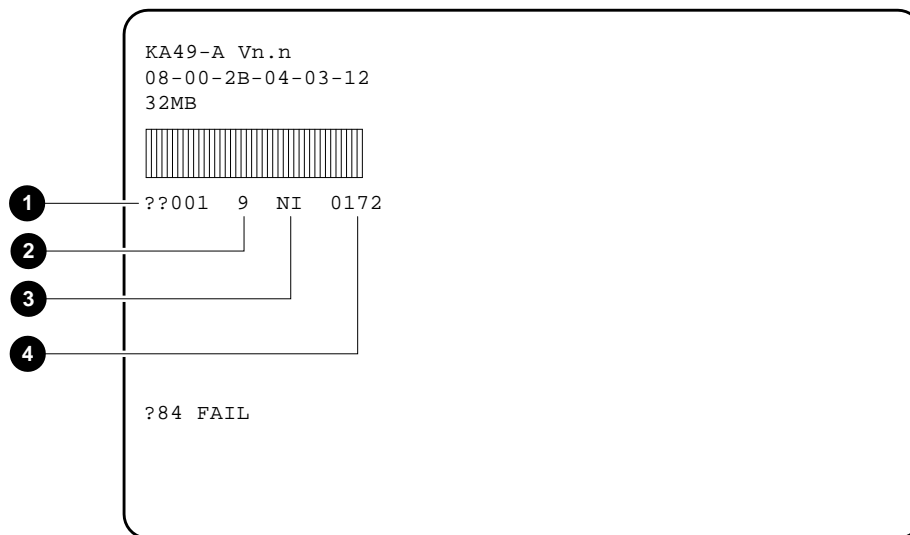 KA49-A Vn.n
08-00-2B-04-03-12
32MB
1 ??001 9 NI 0172
2
3
4
?84 FAIL